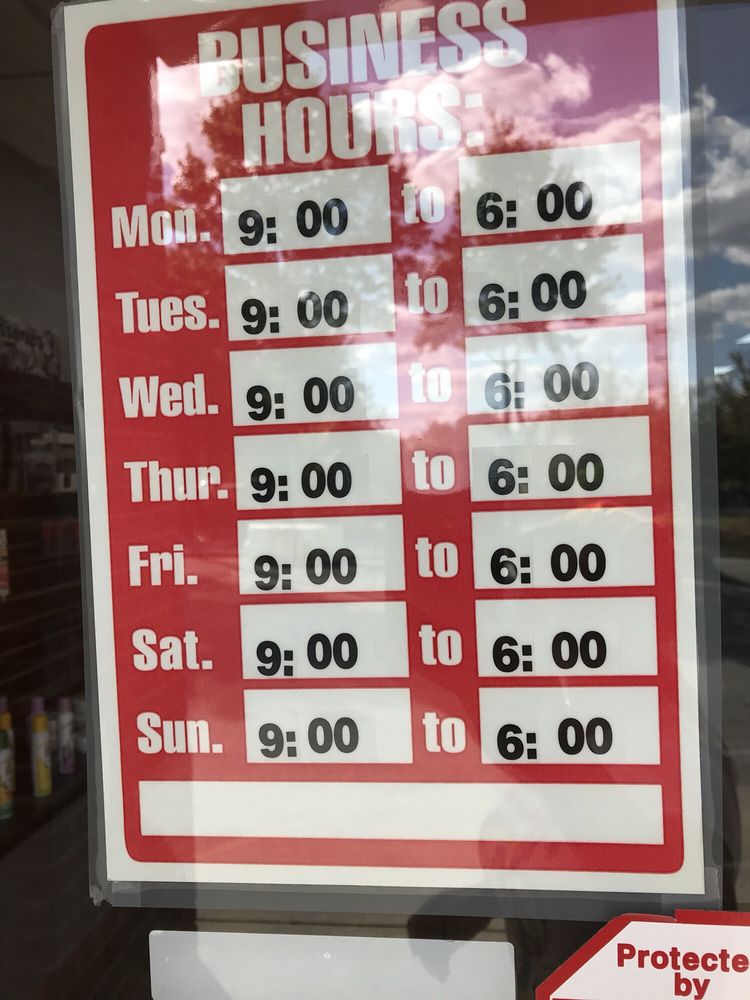 BUSINESS
HOURS:
Mon. 9: 00 to 6: 00
Tues. 9: 00 to 6: 00
Wed. 9: 00 to 6: 00
Thur. 9: 00 to 6: 00
Fri. 9: 00 to 6: 00
Sat. 9: 00 to 6: 00
Sun. 9: 00 to 6: 00
Protecte
by